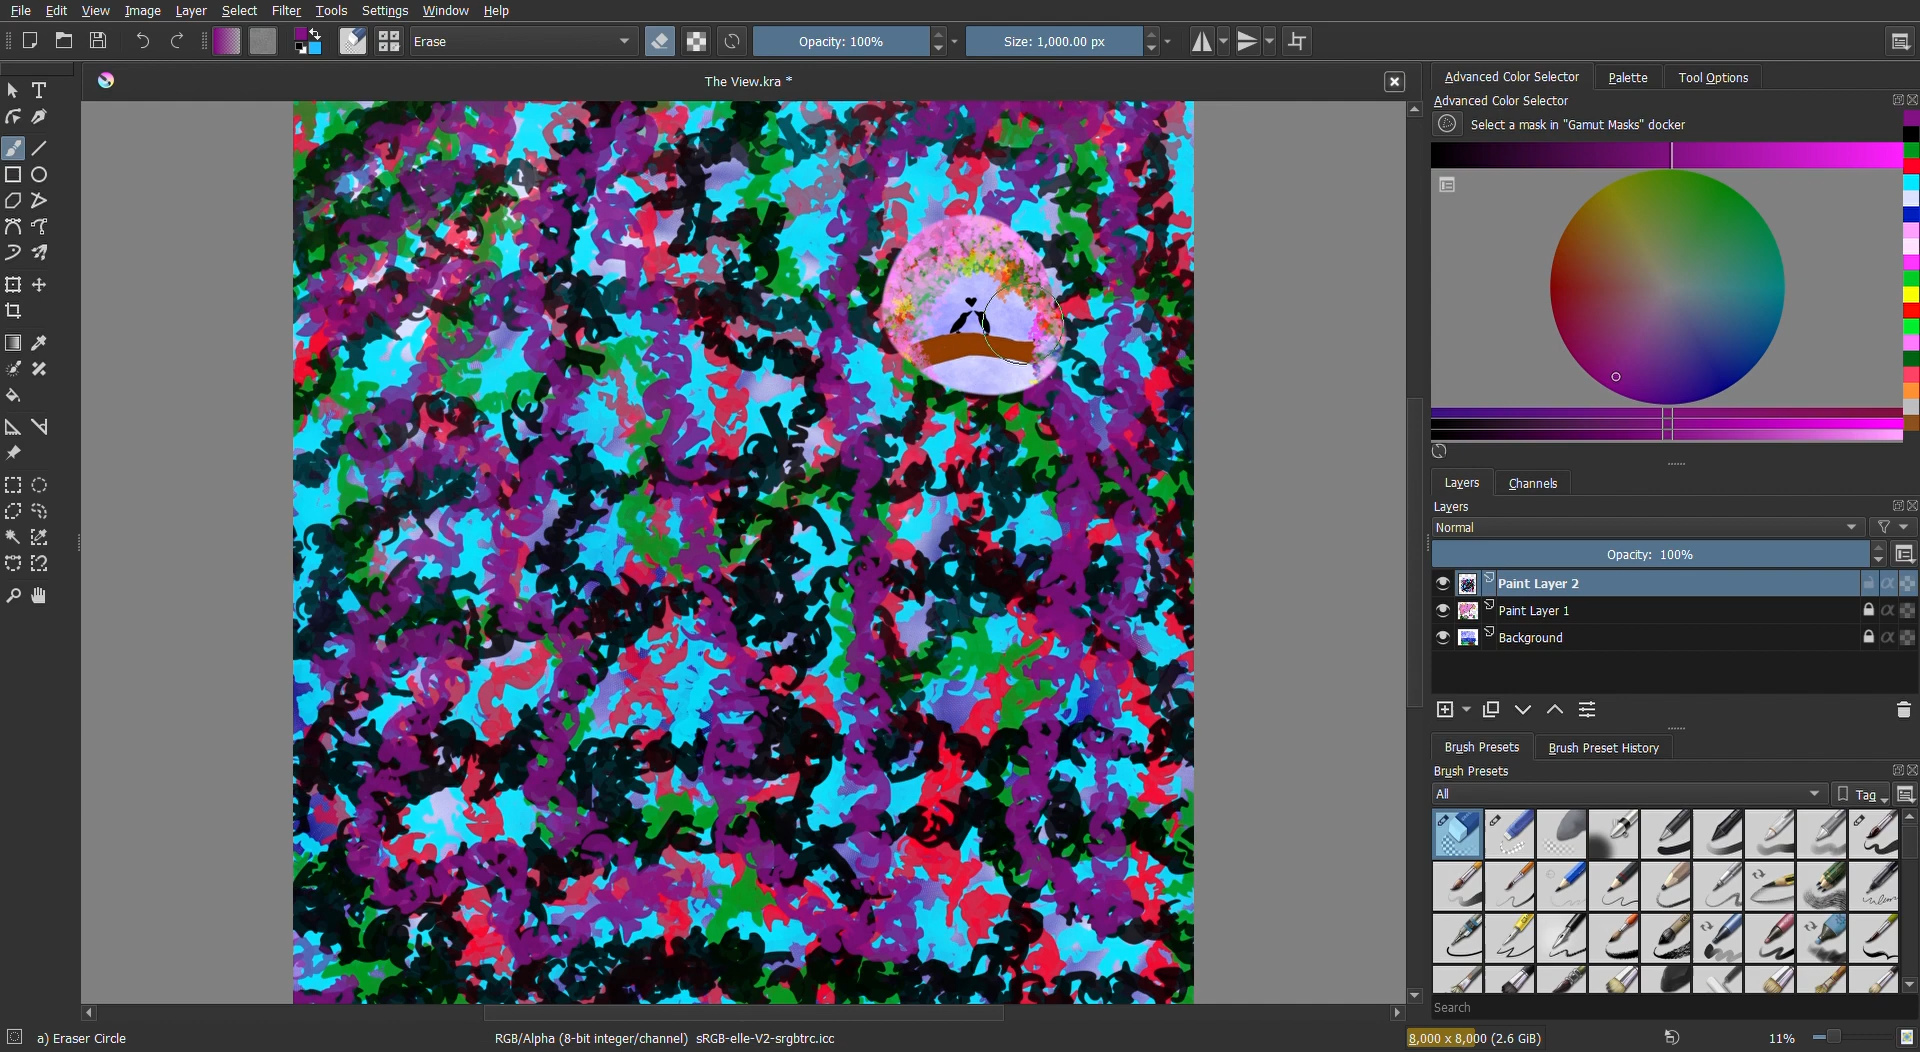 File Edit View Image Layer Select Filter Tools Settings Window Help
Erase Opacity: 100% Size: 1,000.00 px
The View.kra *
Advanced Color Selector Palette Tool Options
Advanced Color Selector
Select a mask in "Gamut Masks" docker
Layers Channels
Layers
Normal
Opacity: 100%
Paint Layer 2
Paint Layer 1
Background
Brush Presets Brush Preset History
Brush Presets
All Tag
Search
a) Eraser Circle RGB/Alpha (8-bit integer/channel) sRGB-elle-V2-srgbtrc.icc 8,000 x 8,000 (2.6 GiB) 11%